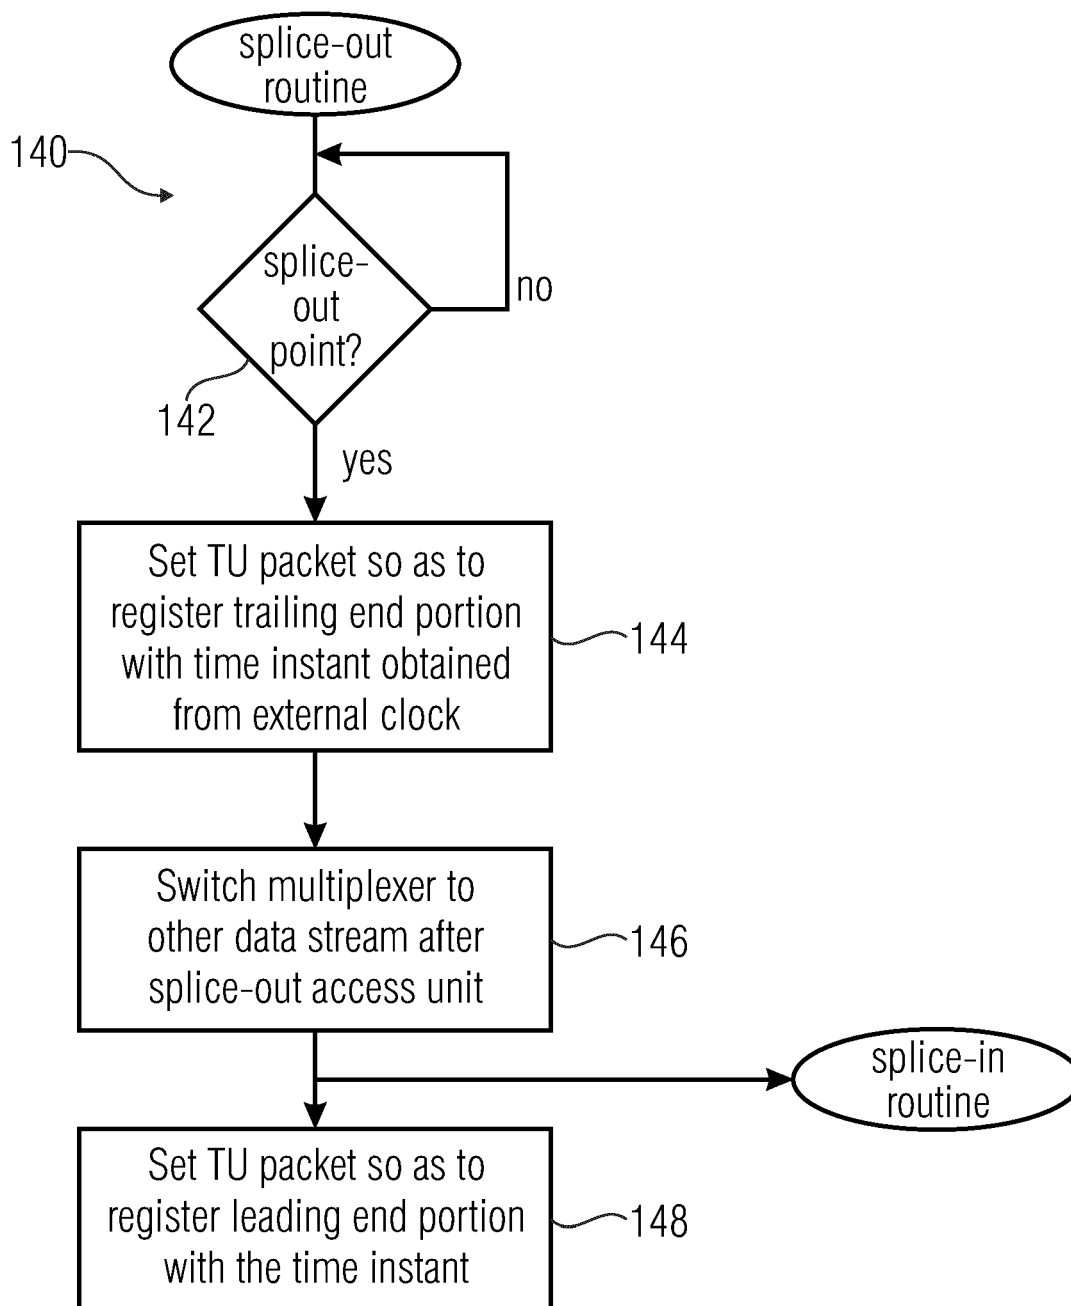 splice-out
routine
140
splice-
out
point?
no
142
yes
Set TU packet so as to
register trailing end portion
with time instant obtained
from external clock
144
Switch multiplexer to
other data stream after
splice-out access unit
146
splice-in
routine
Set TU packet so as to
register leading end portion
with the time instant
148